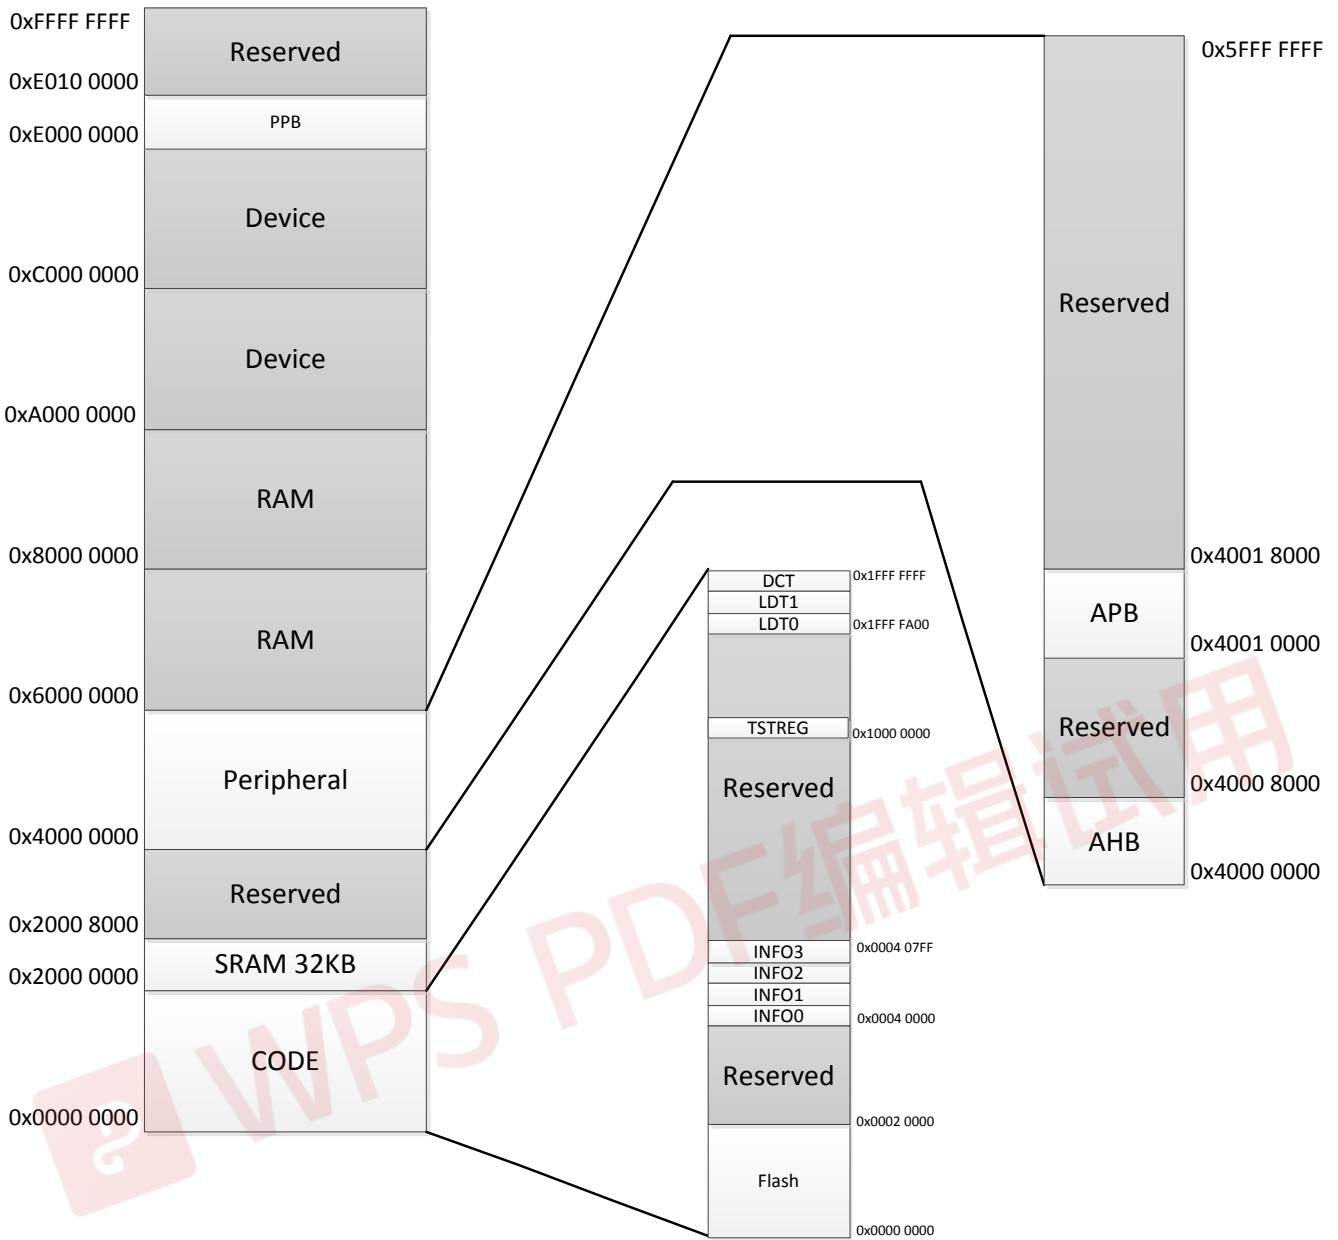 0xFFFF FFFF
Reserved
0xE010 0000
PPB
0xE000 0000
Device
0xC000 0000
Device
0xA000 0000
RAM
0x8000 0000
RAM
0x6000 0000
Peripheral
0x4000 0000
Reserved
0x2000 8000
SRAM 32KB
0x2000 0000
CODE
0x0000 0000
DCT
0x1FFF FFFF
LDT1
LDT0
0x1FFF FA00
TSTREG
0x1000 0000
Reserved
INFO3
0x0004 07FF
INFO2
INFO1
INFO0
0x0004 0000
Reserved
0x0002 0000
Flash
0x0000 0000
0x5FFF FFFF
Reserved
0x4001 8000
APB
0x4001 0000
Reserved
0x4000 8000
AHB
0x4000 0000
WPS PDF编辑试用